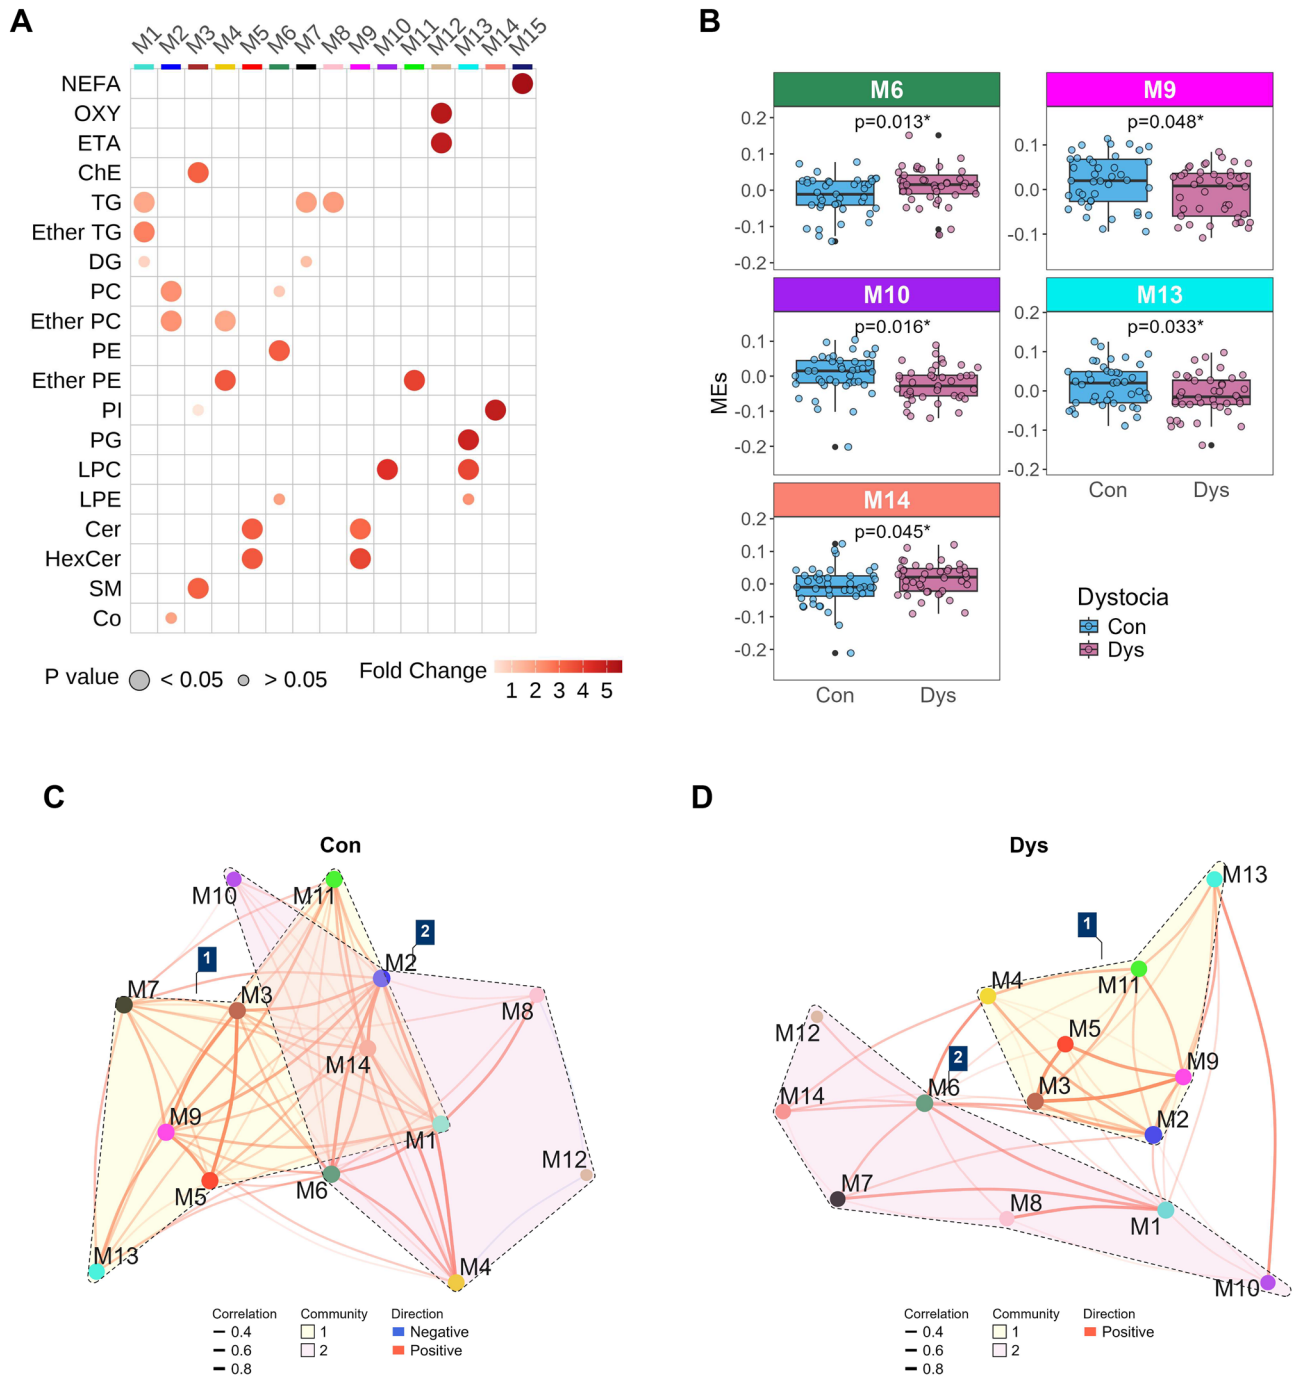 A
M1 M2 M3 M4 M5 M6 M7 M8 M9 M10 M11 M12 M13 M14 M15
NEFA
OXY
ETA
ChE
TG
Ether TG
DG
PC
Ether PC
PE
Ether PE
PI
PG
LPC
LPE
Cer
HexCer
SM
Co
P value < 0.05 > 0.05
Fold Change
1 2 3 4 5
B
MEs
M6
p=0.013*
0.2
0.1
0.0
-0.1
-0.2
M9
p=0.048*
0.1
0.0
-0.1
M10
p=0.016*
0.1
0.0
-0.1
-0.2
M13
p=0.033*
0.2
0.1
0.0
-0.1
-0.2
Con Dys
M14
p=0.045*
0.2
0.1
0.0
-0.1
-0.2
Con Dys
Dystocia
Con
Dys
C
Con
M10
M11
2
M2
1
M7
M3
M8
M14
M9
M1
M12
M5
M6
M13
M4
Correlation
0.4
0.6
0.8
Community
1
2
Direction
Negative
Positive
D
Dys
M13
1
M4
M11
M12
M5
2
M9
M6
M3
M14
M2
M7
M8
M1
M10
Correlation
0.4
0.6
0.8
Community
1
2
Direction
Positive